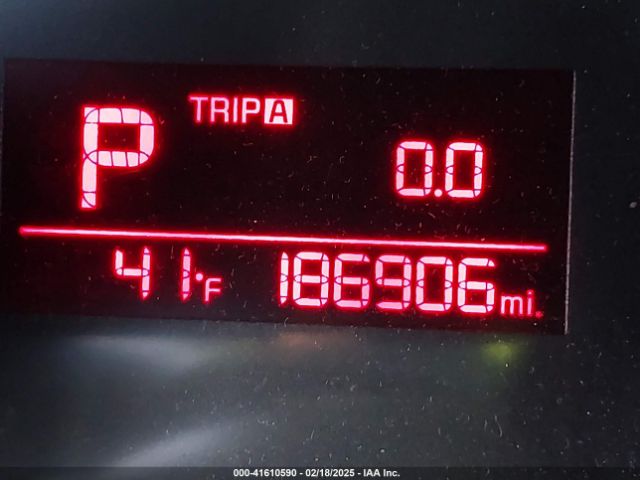 P TRIP A 0.0
41°F 186906 mi.
000-41610590 - 02/18/2025 - IAA Inc.